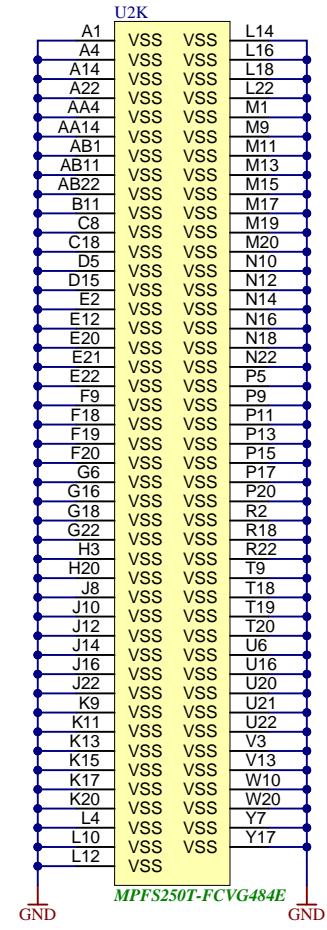 U2K
A1 VSS VSS L14
A4 VSS VSS L16
A14 VSS VSS L18
A22 VSS VSS L22
AA4 VSS VSS M1
AA14 VSS VSS M9
AB1 VSS VSS M11
AB11 VSS VSS M13
AB22 VSS VSS M15
B11 VSS VSS M17
C8 VSS VSS M19
C18 VSS VSS M20
D5 VSS VSS N10
D15 VSS VSS N12
E2 VSS VSS N14
E12 VSS VSS N16
E20 VSS VSS N18
E21 VSS VSS N22
E22 VSS VSS P5
F9 VSS VSS P9
F18 VSS VSS P11
F19 VSS VSS P13
F20 VSS VSS P15
G6 VSS VSS P17
G16 VSS VSS P20
G18 VSS VSS R2
G22 VSS VSS R18
H3 VSS VSS R22
H20 VSS VSS T9
J8 VSS VSS T18
J10 VSS VSS T19
J12 VSS VSS T20
J14 VSS VSS U6
J16 VSS VSS U16
J22 VSS VSS U20
K9 VSS VSS U21
K11 VSS VSS U22
K13 VSS VSS V3
K15 VSS VSS V13
K17 VSS VSS W10
K20 VSS VSS W20
L4 VSS VSS Y7
L10 VSS VSS Y17
L12 VSS
MPFS250T-FCVG484E
GND GND